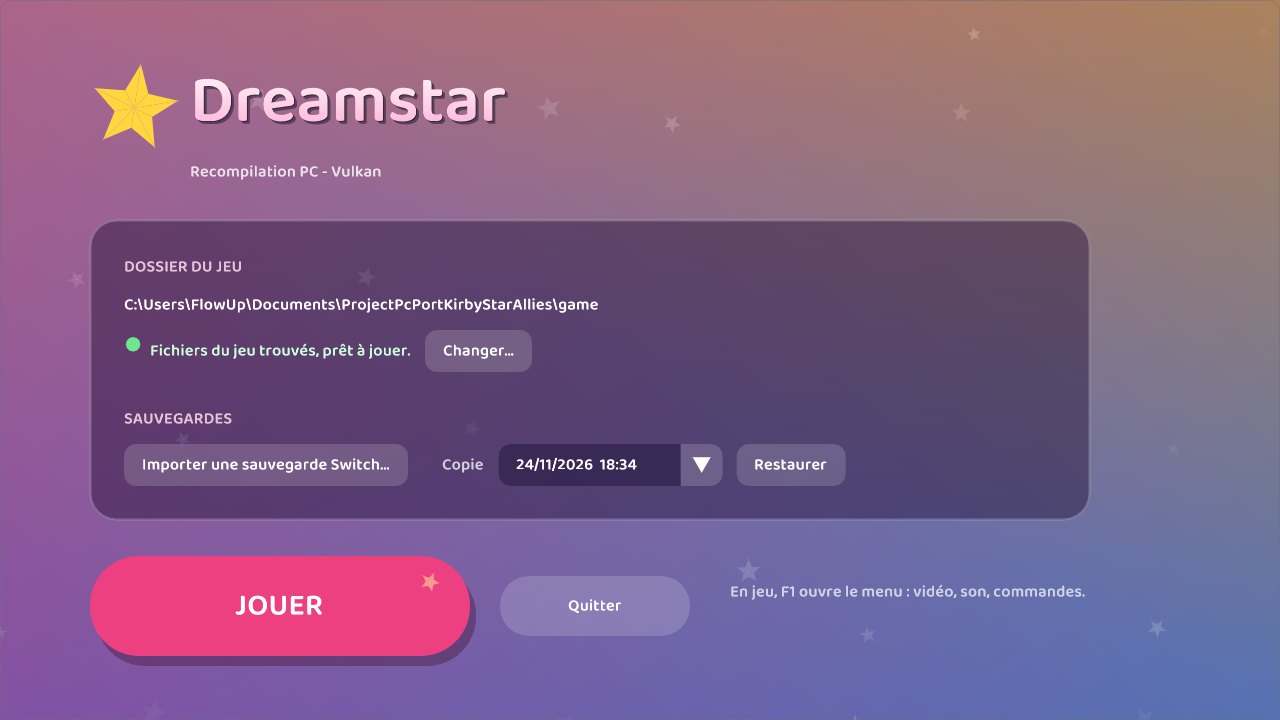 Dreamstar
Recompilation PC - Vulkan
DOSSIER DU JEU
C:\Users\FlowUp\Documents\ProjectPcPortKirbyStarAllies\game
Fichiers du jeu trouvés, prêt à jouer. Changer...
SAUVEGARDES
Importer une sauvegarde Switch... Copie 24/11/2026 18:34 Restaurer
JOUER Quitter En jeu, F1 ouvre le menu : vidéo, son, commandes.